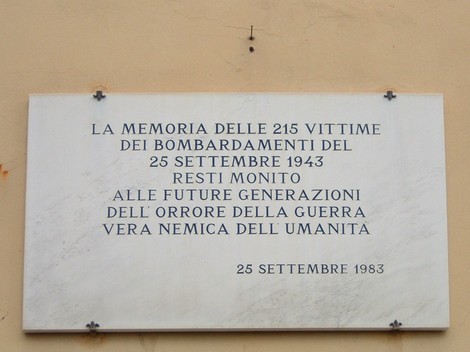 LA MEMORIA DELLE 215 VITTIME
DEI BOMBARDAMENTI DEL
25 SETTEMBRE 1943
RESTI MONITO
ALLE FUTURE GENERAZIONI
DELL' ORRORE DELLA GUERRA
VERA NEMICA DELL' UMANITÀ
25 SETTEMBRE 1983